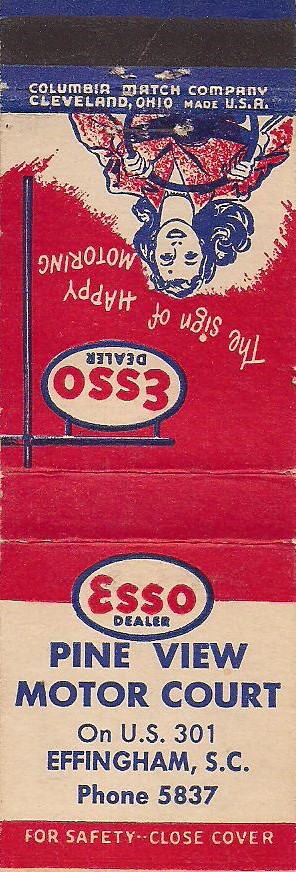 COLUMBIA MATCH COMPANY
CLEVELAND, OHIO MADE U.S.A.
The sign of HAPPY
MOTORING
ESSO
DEALER
Esso
DEALER
PINE VIEW
MOTOR COURT
On U.S. 301
EFFINGHAM, S.C.
Phone 5837
FOR SAFETY--CLOSE COVER